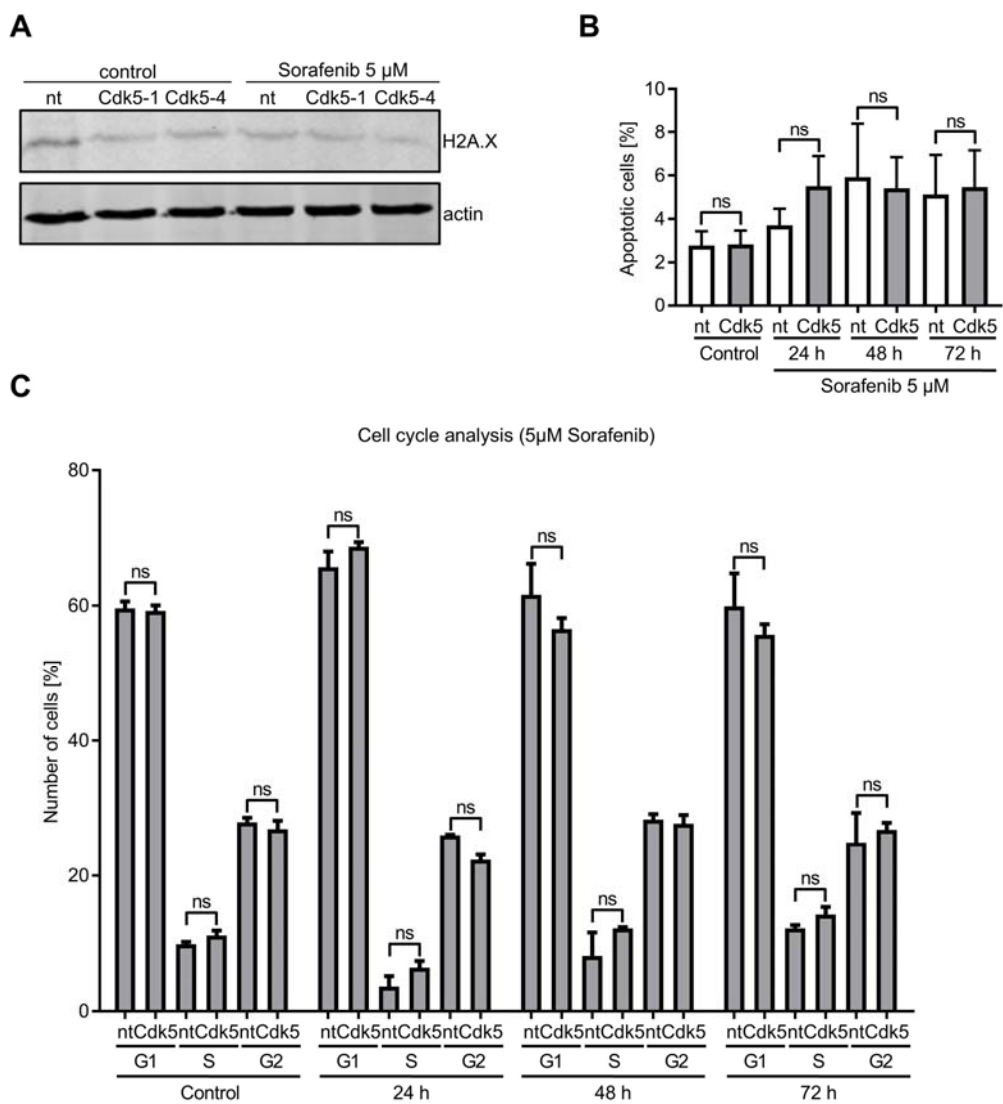 A
control Sorafenib 5 µM
nt Cdk5-1 Cdk5-4 nt Cdk5-1 Cdk5-4
H2A.X
actin
B
Apoptotic cells [%]
10
8
6
4
2
0
ns ns ns ns
nt Cdk5 nt Cdk5 nt Cdk5 nt Cdk5
Control 24 h 48 h 72 h
Sorafenib 5 µM
C
Cell cycle analysis (5µM Sorafenib)
Number of cells [%]
80
60
40
20
0
ns ns ns ns
ns ns ns
ns ns ns ns
ntCdk5 ntCdk5 ntCdk5 ntCdk5 ntCdk5 ntCdk5 ntCdk5 ntCdk5 ntCdk5 ntCdk5 ntCdk5 ntCdk5
G1 S G2 G1 S G2 G1 S G2 G1 S G2
Control 24 h 48 h 72 h